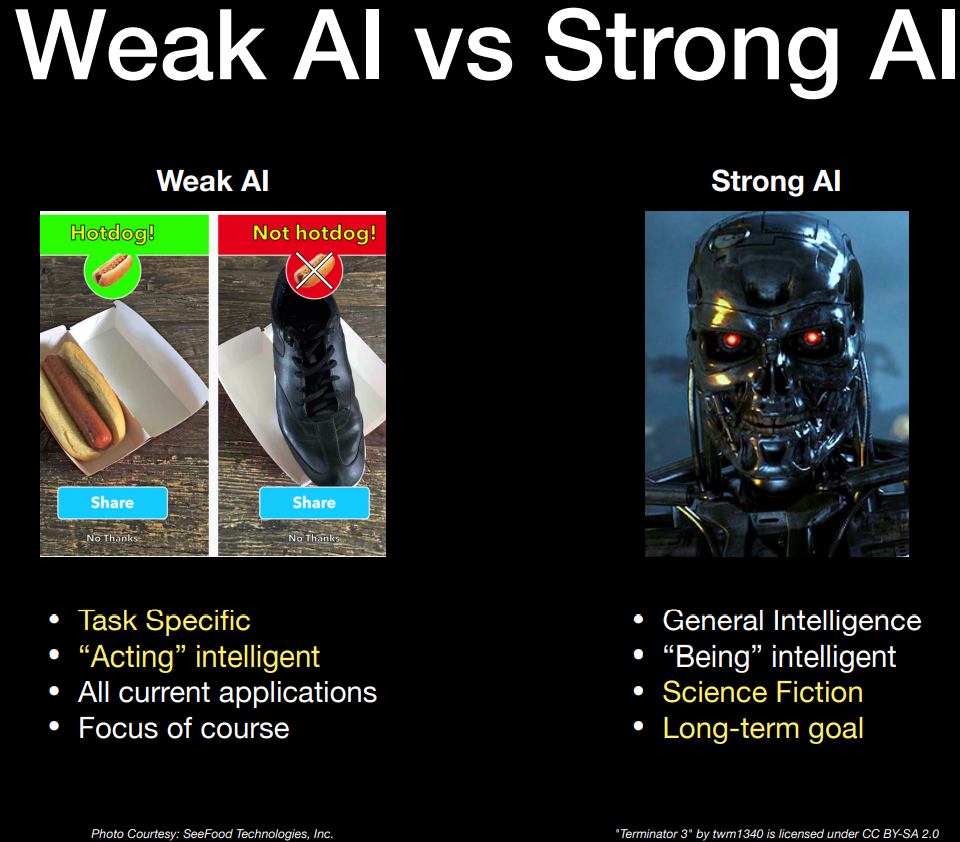 Weak AI vs Strong AI
Weak AI
Hotdog!
Not hotdog!
Share
No Thanks
Share
No Thanks
• Task Specific
• “Acting” intelligent
• All current applications
• Focus of course
Photo Courtesy: SeeFood Technologies, Inc.
Strong AI
• General Intelligence
• “Being” intelligent
• Science Fiction
• Long-term goal
"Terminator 3" by twm1340 is licensed under CC BY-SA 2.0